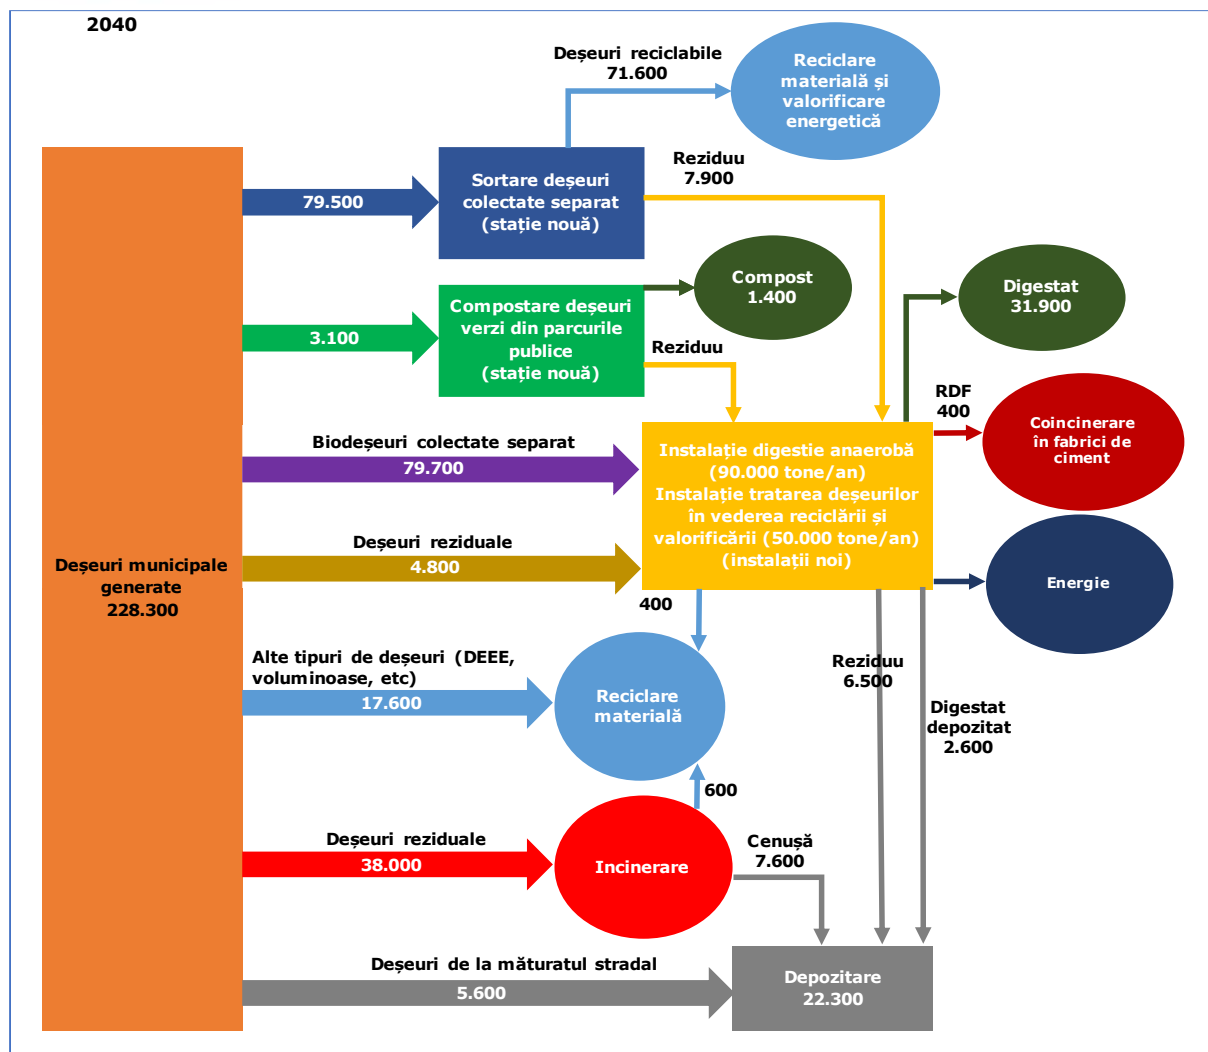 2040
Deșeuri reciclabile
71.600
Reciclare
materială și
valorificare
energetică
79.500
Sortare deșeuri
colectate separat
(stație nouă)
Reziduu
7.900
Compost
1.400
Digestat
31.900
3.100
Compostare deșeuri
verzi din parcurile
publice
(stație nouă)
Reziduu
RDF
400
Coincinerare
în fabrici de
ciment
Biodeșeuri colectate separat
79.700
Instalație digestie anaerobă
(90.000 tone/an)
Instalație tratarea deșeurilor
în vederea reciclării și
valorificării (50.000 tone/an)
(instalații noi)
Deșeuri reziduale
4.800
Deșeuri municipale
generate
228.300
Energie
400
Alte tipuri de deșeuri (DEEE,
voluminoase, etc)
17.600
Reciclare
materială
Reziduu
6.500
Digestat
depozitat
2.600
600
Deșeuri reziduale
38.000
Incinerare
Cenușă
7.600
Deșeuri de la măturatul stradal
5.600
Depozitare
22.300